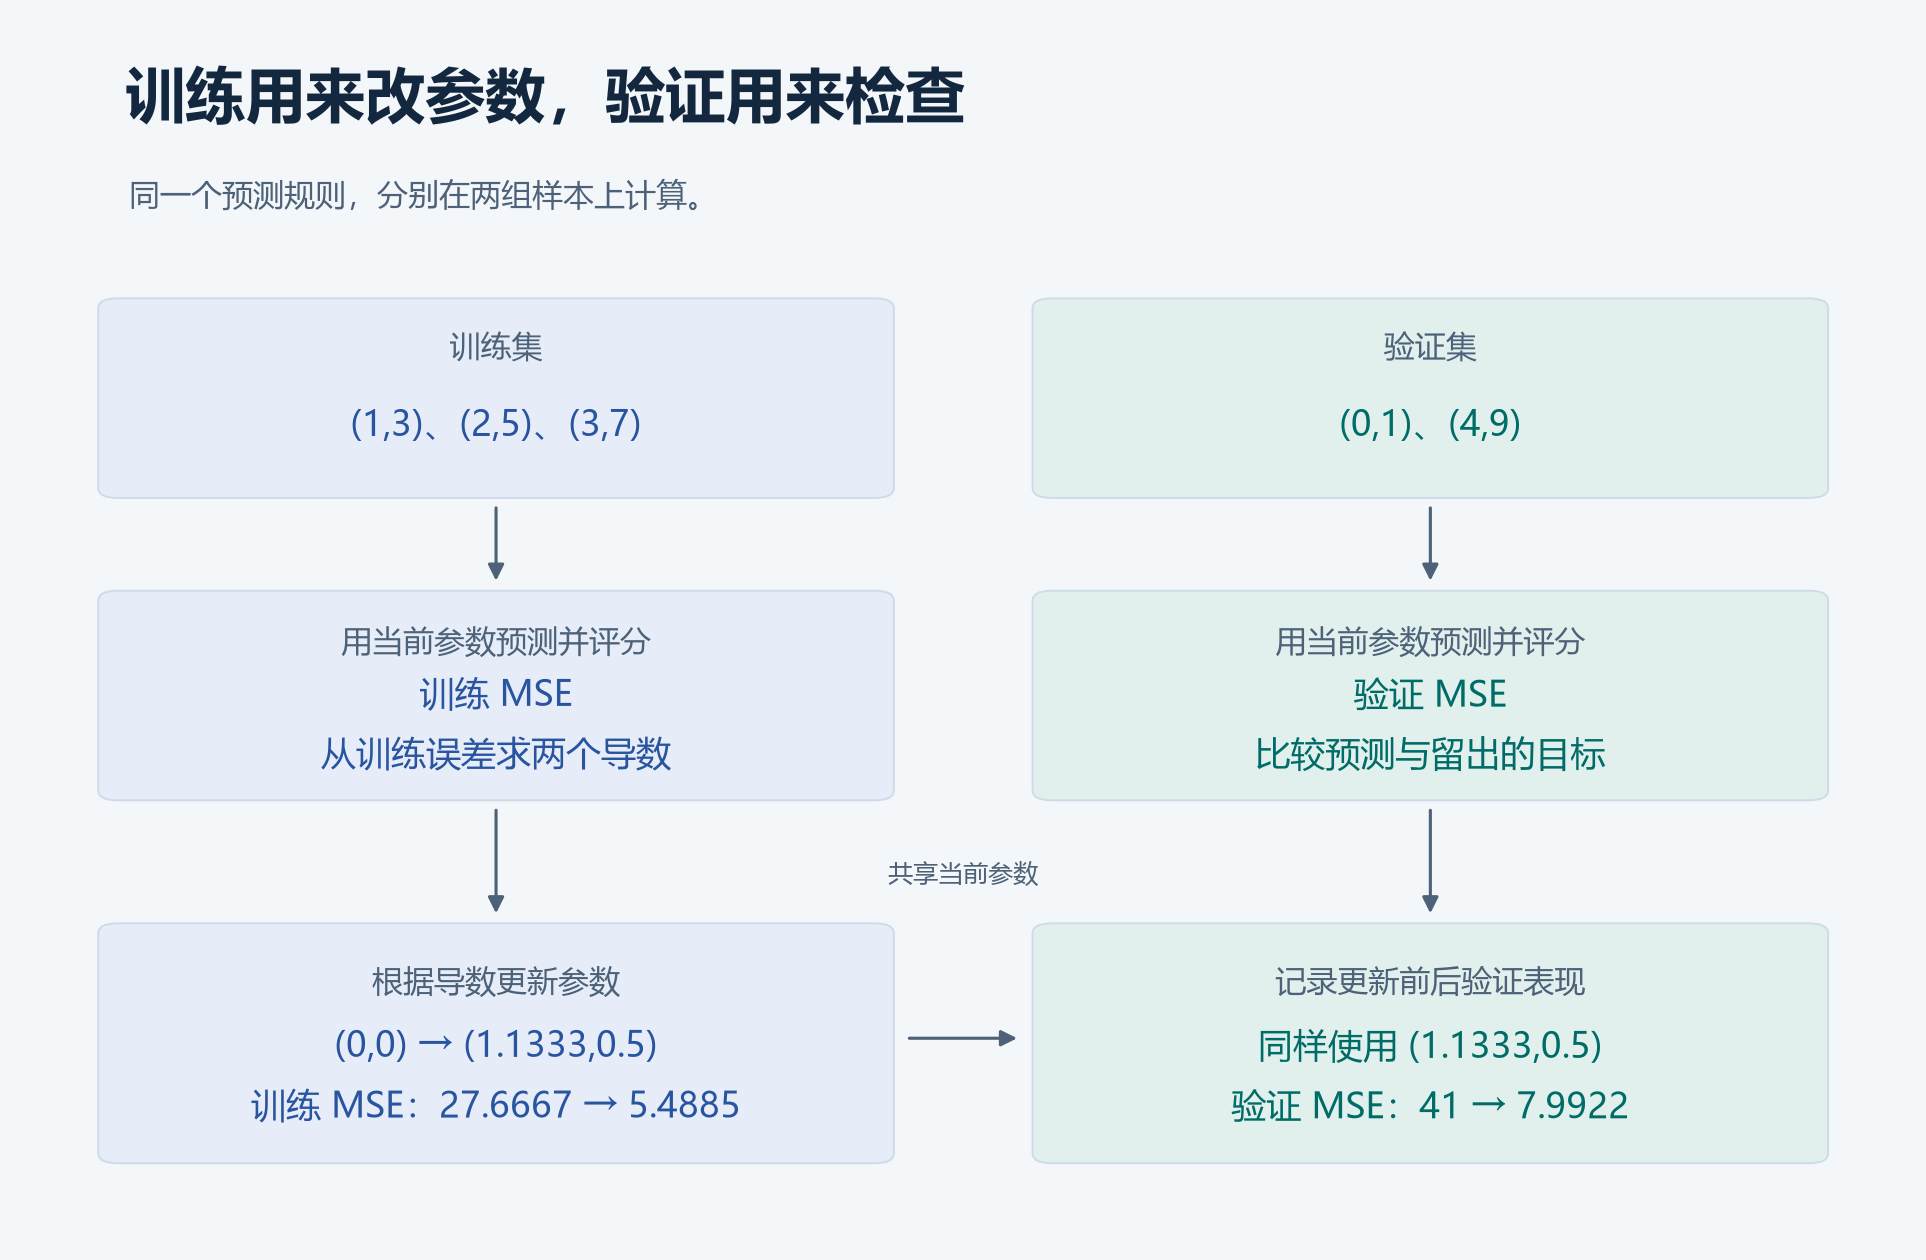 训练用来改参数，验证用来检查
同一个预测规则，分别在两组样本上计算。
训练集
(1,3)、(2,5)、(3,7)
验证集
(0,1)、(4,9)
用当前参数预测并评分
训练 MSE
从训练误差求两个导数
用当前参数预测并评分
验证 MSE
比较预测与留出的目标
共享当前参数
根据导数更新参数
(0,0) → (1.1333,0.5)
训练 MSE：27.6667 → 5.4885
记录更新前后验证表现
同样使用 (1.1333,0.5)
验证 MSE：41 → 7.9922